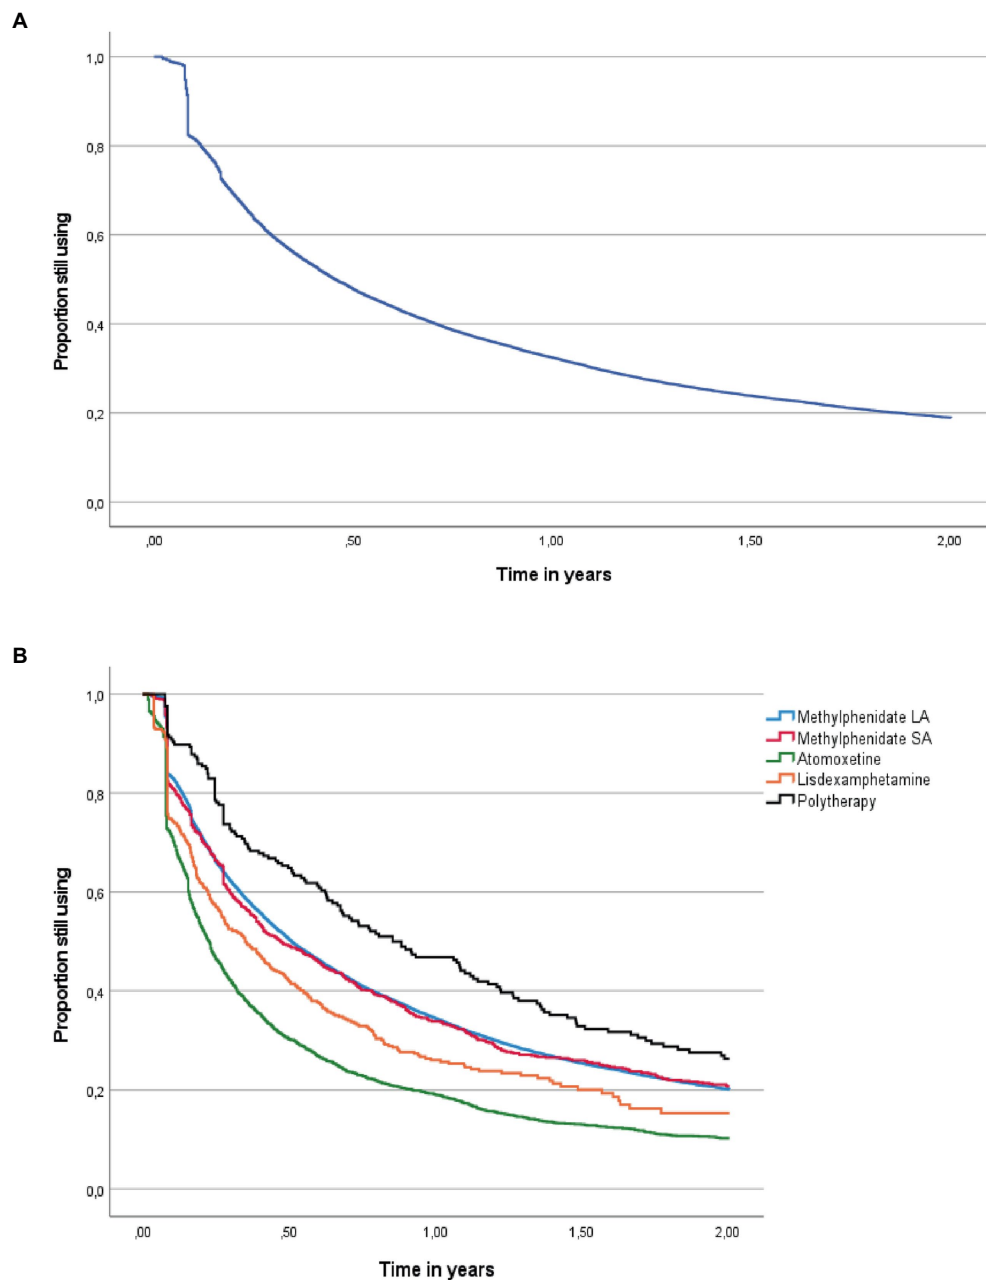 A
1,0
0,8
0,6
0,4
0,2
0,0
Proportion still using
,00 ,50 1,00 1,50 2,00
Time in years
B
1,0
0,8
0,6
0,4
0,2
0,0
Proportion still using
Methylphenidate LA
Methylphenidate SA
Atomoxetine
Lisdexamphetamine
Polytherapy
,00 ,50 1,00 1,50 2,00
Time in years